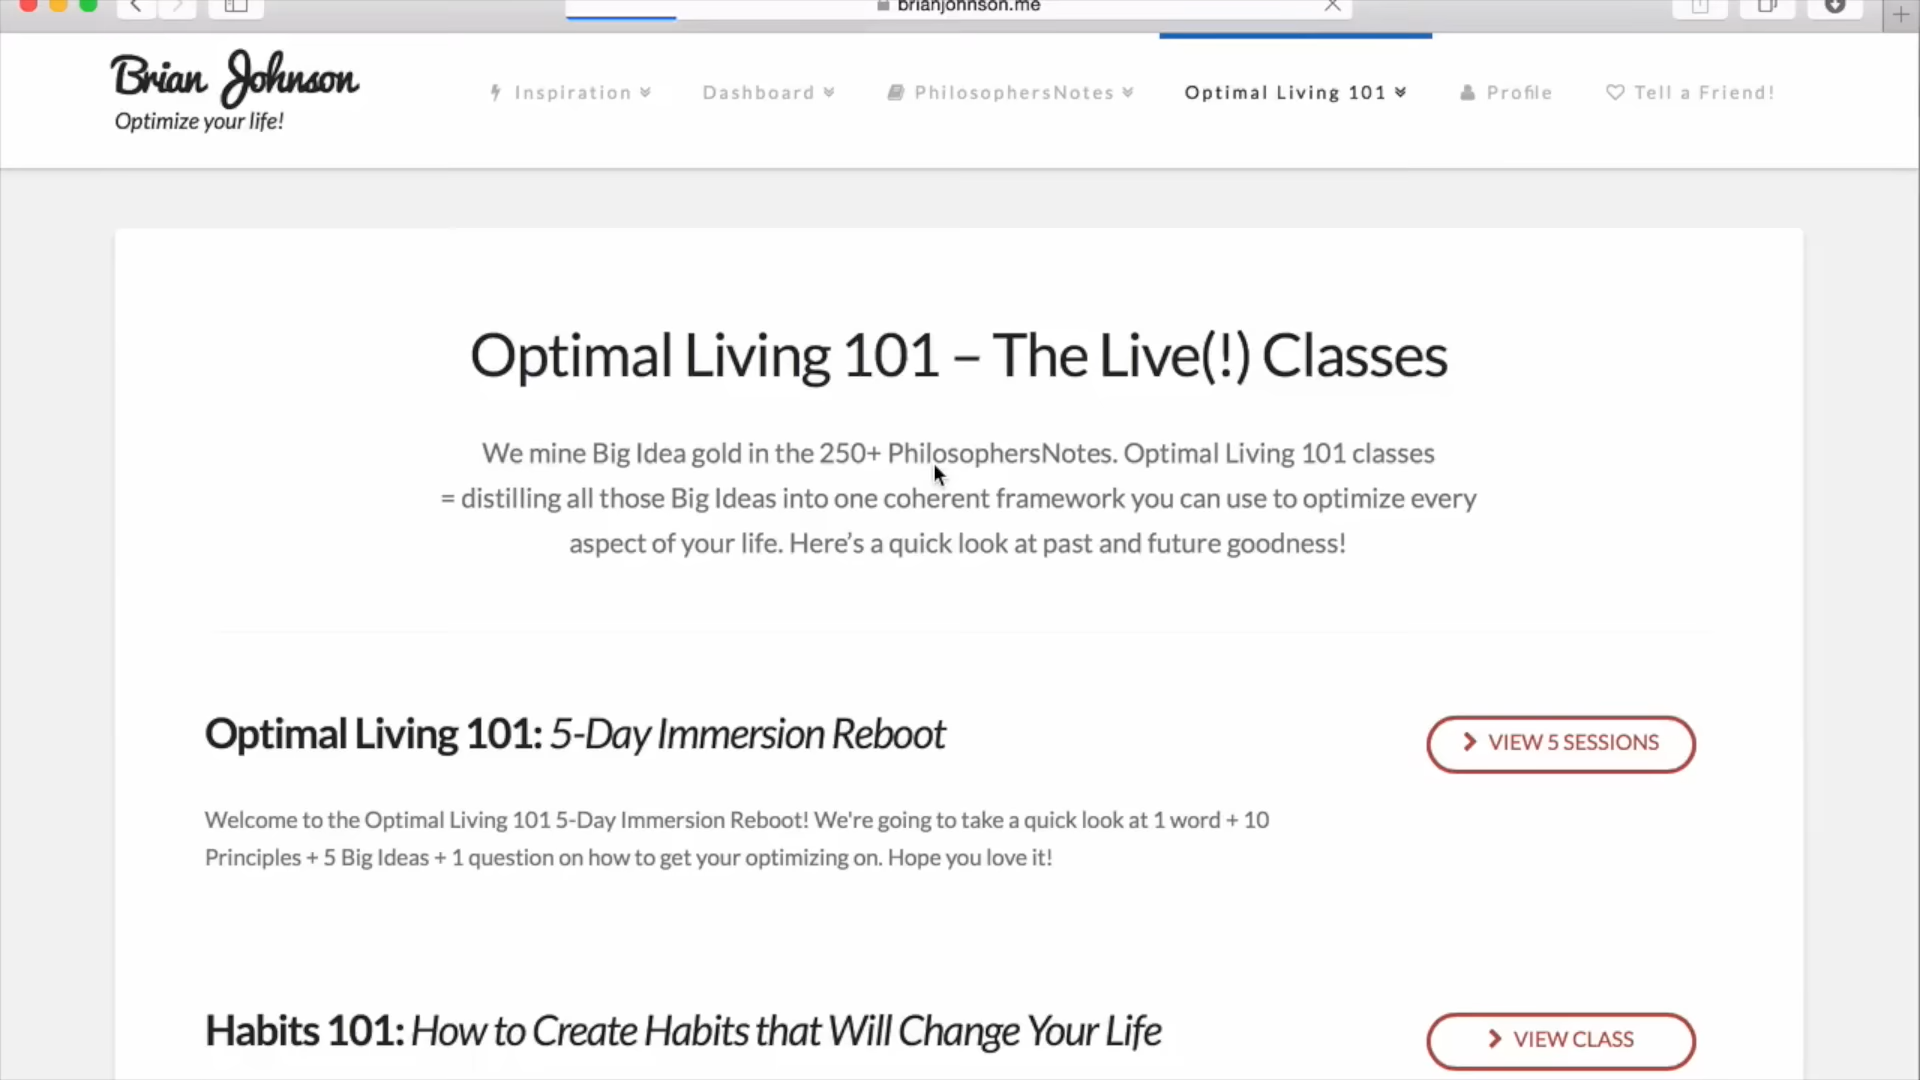 brianjohnson.me
Brian Johnson
Optimize your life!
Inspiration
Dashboard
PhilosophersNotes
Optimal Living 101
Profile
Tell a Friend!
Optimal Living 101 – The Live(!) Classes
We mine Big Idea gold in the 250+ PhilosophersNotes. Optimal Living 101 classes
= distilling all those Big Ideas into one coherent framework you can use to optimize every
aspect of your life. Here’s a quick look at past and future goodness!
Optimal Living 101: 5-Day Immersion Reboot
VIEW 5 SESSIONS
Welcome to the Optimal Living 101 5-Day Immersion Reboot! We're going to take a quick look at 1 word + 10
Principles + 5 Big Ideas + 1 question on how to get your optimizing on. Hope you love it!
Habits 101: How to Create Habits that Will Change Your Life
VIEW CLASS